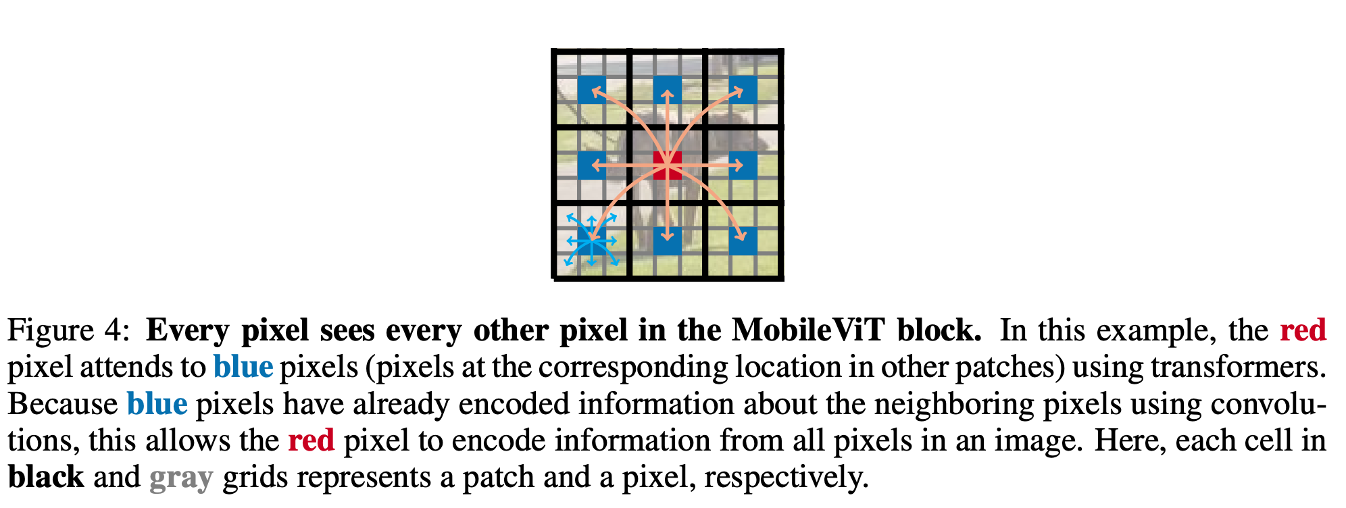 Figure 4: Every pixel sees every other pixel in the MobileViT block. In this example, the red
pixel attends to blue pixels (pixels at the corresponding location in other patches) using transformers.
Because blue pixels have already encoded information about the neighboring pixels using convolu-
tions, this allows the red pixel to encode information from all pixels in an image. Here, each cell in
black and gray grids represents a patch and a pixel, respectively.